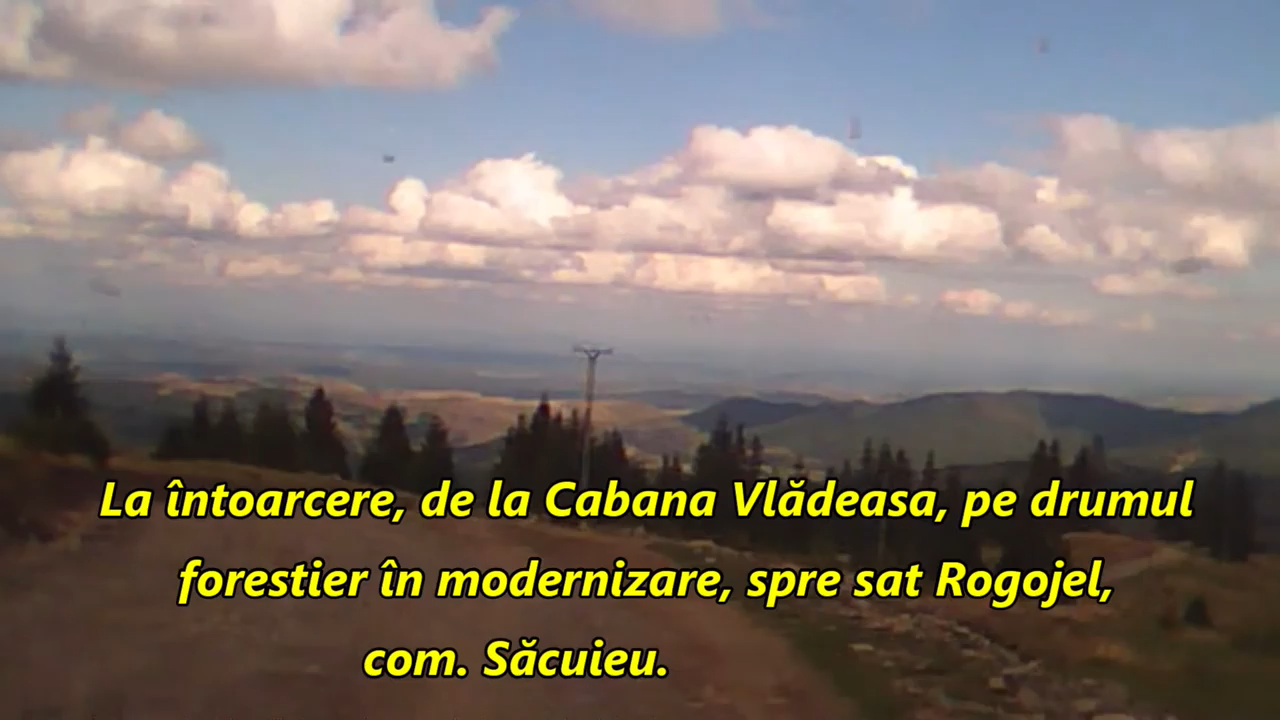 La întoarcere, de la Cabana Vlădeasa, pe drumul
forestier în modernizare, spre sat Rogojel,
com. Săcuieu.